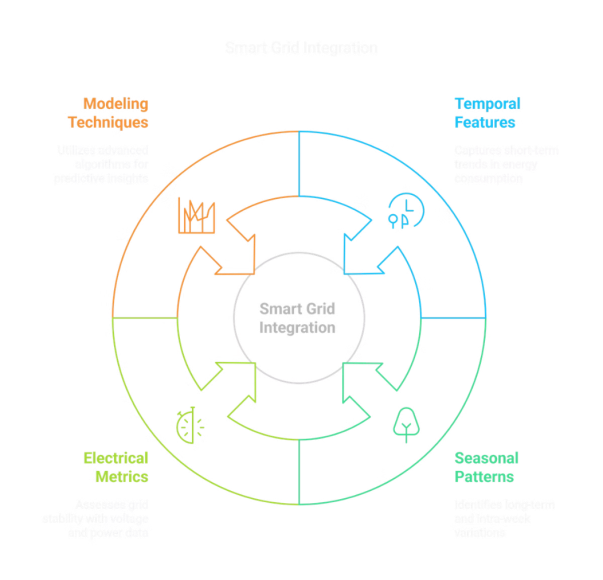 Smart Grid Integration
Modeling
Techniques
Utilizes advanced
algorithms for
predictive insights
Temporal
Features
Captures short-term
trends in energy
consumption
Smart Grid
Integration
Electrical
Metrics
Assesses grid
stability with voltage
and power data
Seasonal
Patterns
Identifies long-term
and
variations